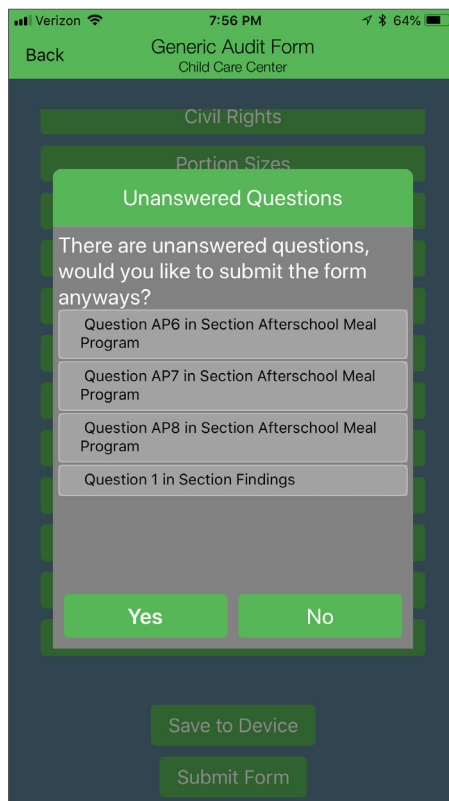 Verizon 7:56 PM 64%
Back Generic Audit Form
Child Care Center
Civil Rights
Portion Sizes
Unanswered Questions
There are unanswered questions,
would you like to submit the form
anyways?
Question AP6 in Section Afterschool Meal
Program
Question AP7 in Section Afterschool Meal
Program
Question AP8 in Section Afterschool Meal
Program
Question 1 in Section Findings
Yes No
Save to Device
Submit Form